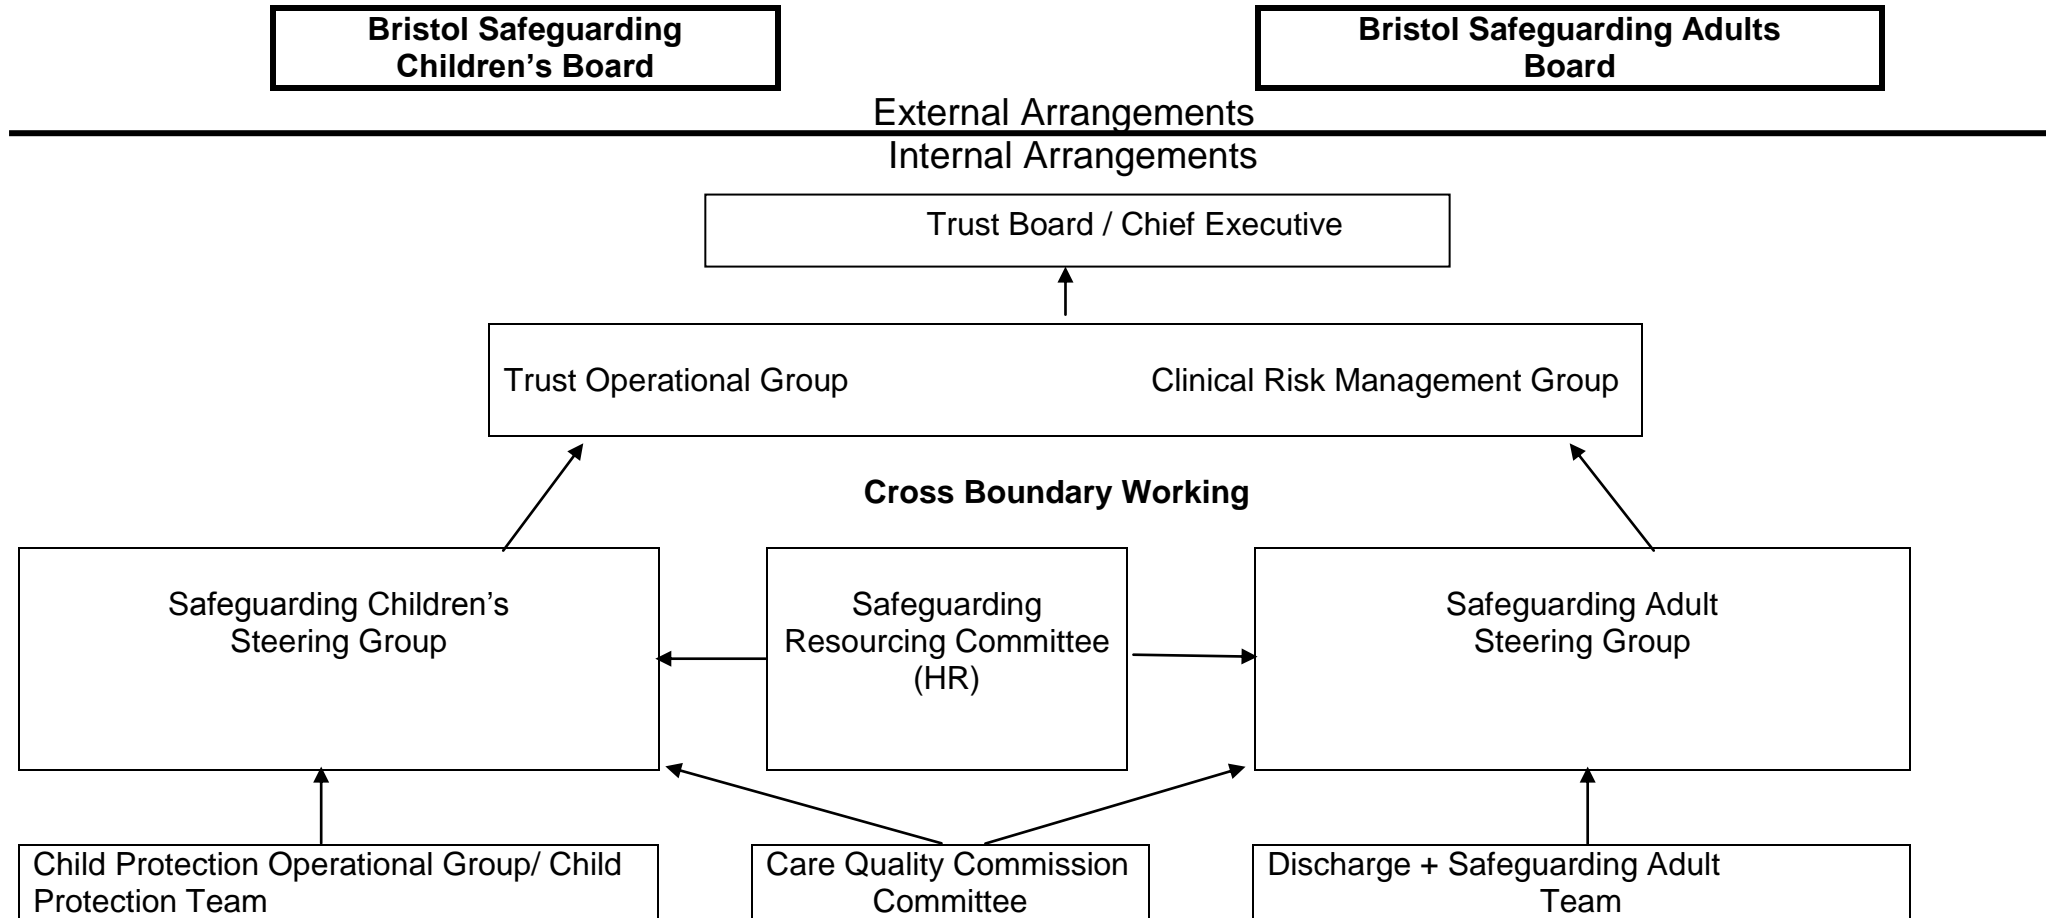 Bristol Safeguarding
Children’s Board
Bristol Safeguarding Adults
Board
External Arrangements
Internal Arrangements
Trust Board / Chief Executive
Trust Operational Group
Clinical Risk Management Group
Cross Boundary Working
Safeguarding Children’s
Steering Group
Safeguarding
Resourcing Committee
(HR)
Safeguarding Adult
Steering Group
Child Protection Operational Group/ Child
Protection Team
Care Quality Commission
Committee
Discharge + Safeguarding Adult
Team